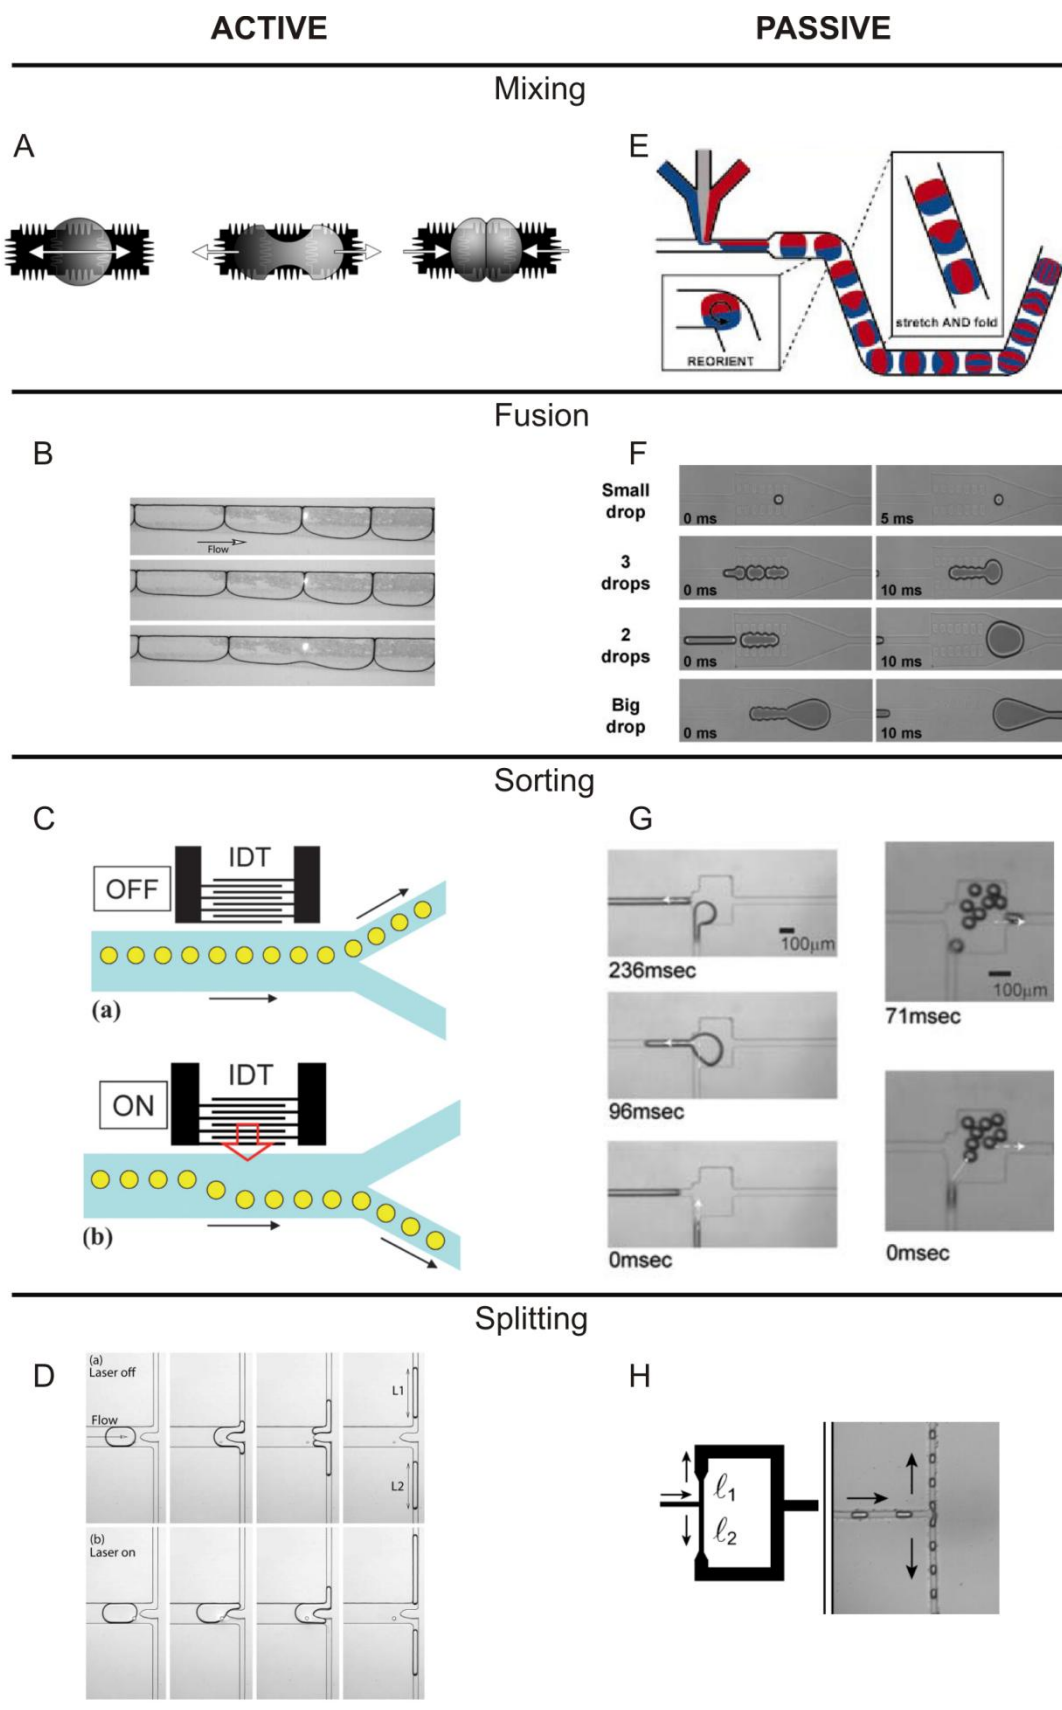 ACTIVE PASSIVE
Mixing
A
E
REORIENT
stretch AND fold
Fusion
B
Flow
F
Small
drop
0 ms 5 ms
3
drops
0 ms 10 ms
2
drops
0 ms 10 ms
Big
drop
0 ms 10 ms
Sorting
C
OFF
IDT
(a)
ON
IDT
(b)
G
100µm
236msec
96msec
0msec
100µm
71msec
0msec
Splitting
D
(a)
Laser off
Flow
L1
L2
(b)
Laser on
H
ℓ1
ℓ2